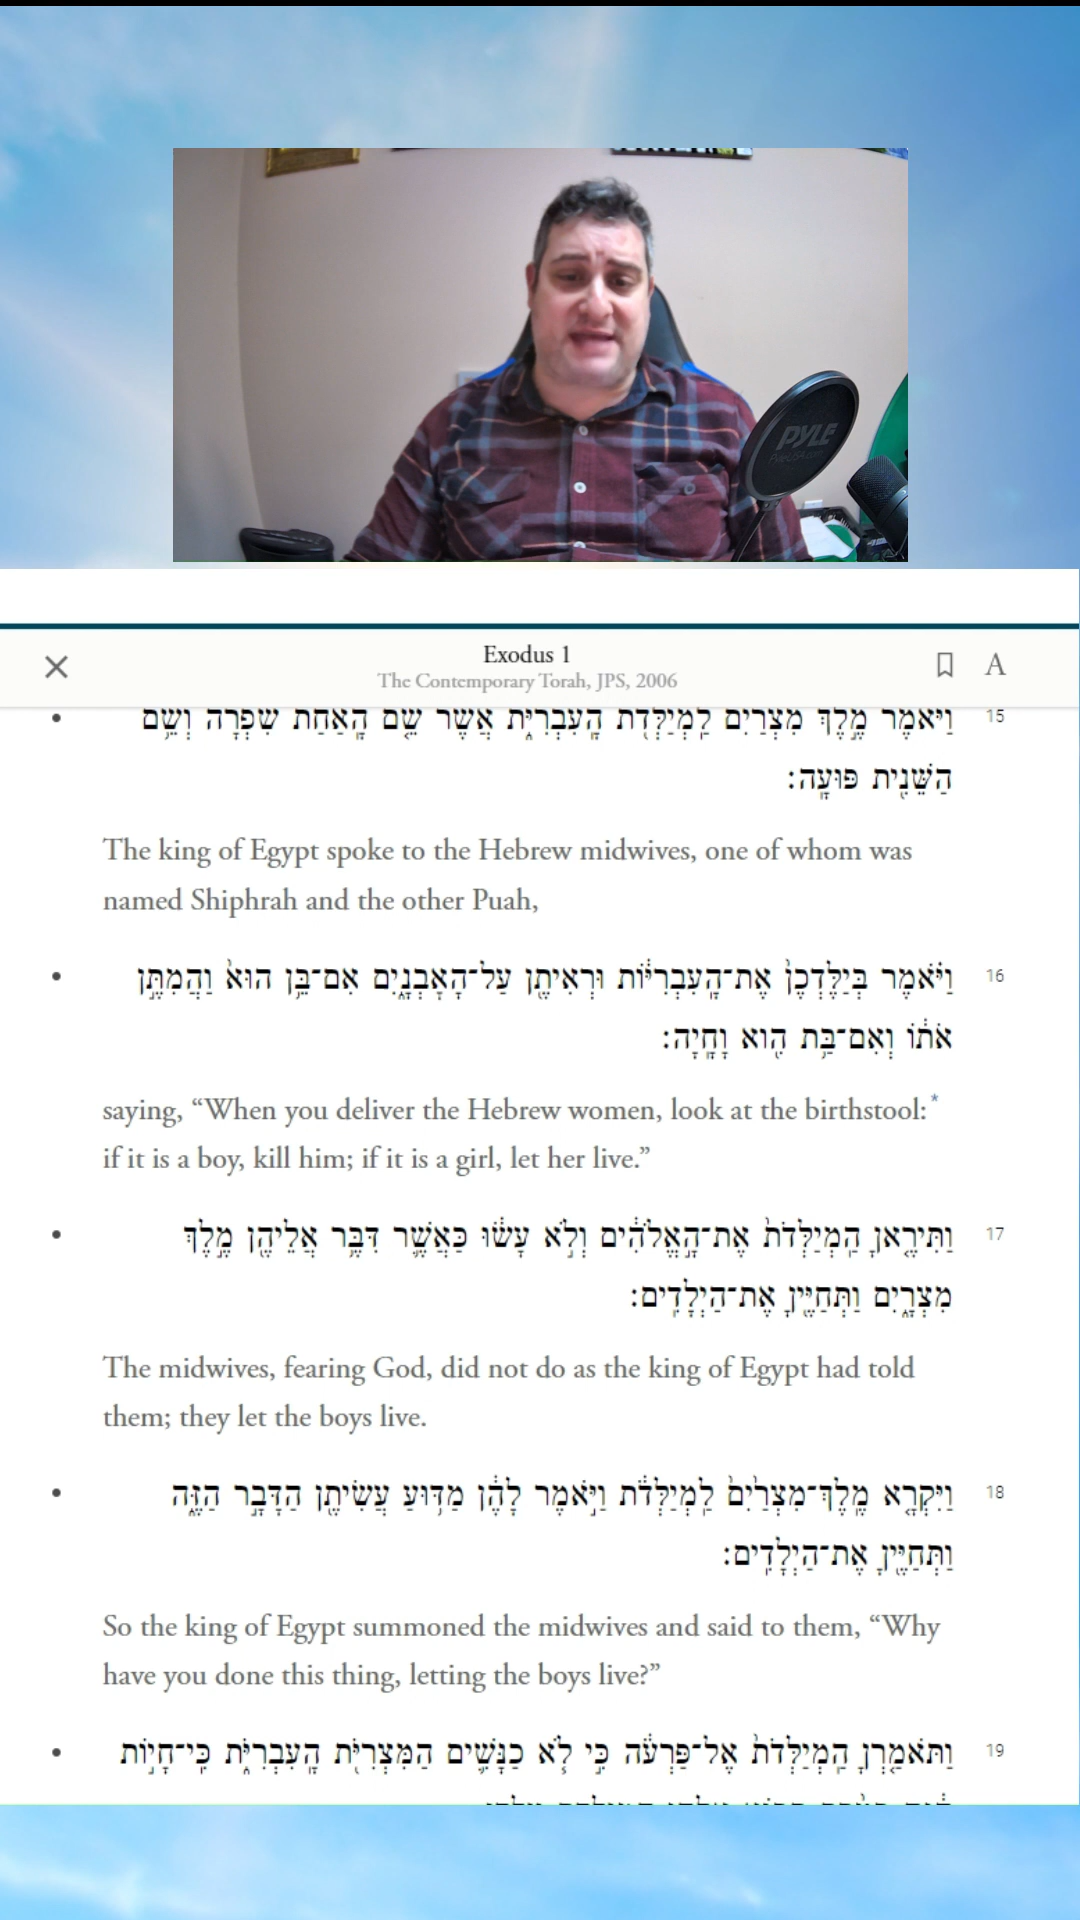 PYLE
Exodus 1
The Contemporary Torah, JPS, 2006
A
15
וַיֹּאמֶר מֶלֶךְ מִצְרַיִם לַמְיַלְּדֹת הָעִבְרִיֹּת אֲשֶׁר שֵׁם הָאַחַת שִׁפְרָה וְשֵׁם
הַשֵּׁנִית פּוּעָה׃
The king of Egypt spoke to the Hebrew midwives, one of whom was
named Shiphrah and the other Puah,
16
וַיֹּאמֶר בְּיַלֶּדְכֶן אֶת־הָעִבְרִיּוֹת וּרְאִיתֶן עַל־הָאׇבְנָיִם אִם־בֵּן הוּא וַהֲמִתֶּן
אֹתוֹ וְאִם־בַּת הִוא וָחָיָה׃
saying, “When you deliver the Hebrew women, look at the birthstool:*
if it is a boy, kill him; if it is a girl, let her live.”
17
וַתִּירֶאןָ הַמְיַלְּדֹת אֶת־הָאֱלֹהִים וְלֹא עָשׂוּ כַּאֲשֶׁר דִּבֶּר אֲלֵיהֶן מֶלֶךְ
מִצְרָיִם וַתְּחַיֶּיןָ אֶת־הַיְלָדִים׃
The midwives, fearing God, did not do as the king of Egypt had told
them; they let the boys live.
18
וַיִּקְרָא מֶלֶךְ־מִצְרַיִם לַמְיַלְּדֹת וַיֹּאמֶר לָהֶן מַדּוּעַ עֲשִׂיתֶן הַדָּבָר הַזֶּה
וַתְּחַיֶּיןָ אֶת־הַיְלָדִים׃
So the king of Egypt summoned the midwives and said to them, “Why
have you done this thing, letting the boys live?”
19
וַתֹּאמַרְןָ הַמְיַלְּדֹת אֶל־פַּרְעֹה כִּי לֹא כַנָּשִׁים הַמִּצְרִיֹּת הָעִבְרִיֹּת כִּי־חָיוֹת